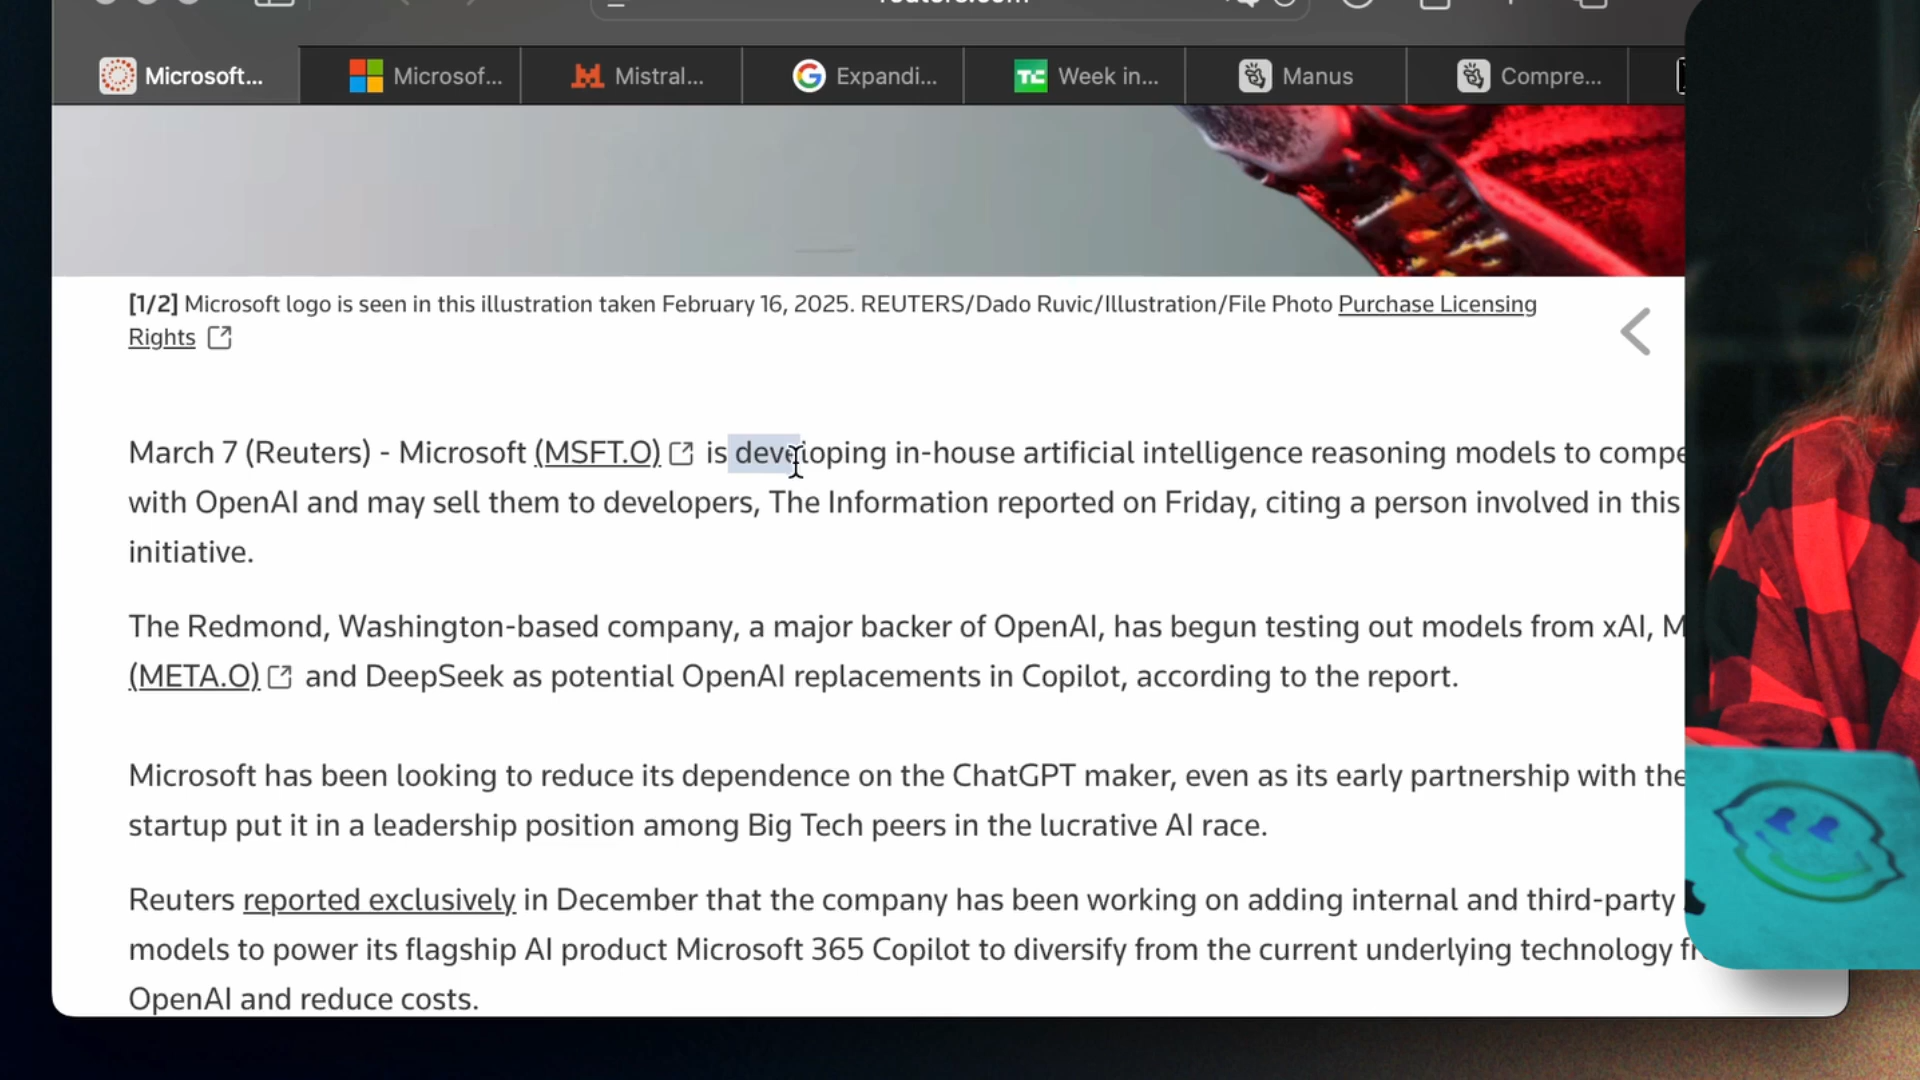 Microsoft...
Microsof...
Mistral...
Expandi...
TC Week in...
Manus
Compre...
[1/2] Microsoft logo is seen in this illustration taken February 16, 2025. REUTERS/Dado Ruvic/Illustration/File Photo Purchase Licensing
Rights
March 7 (Reuters) - Microsoft (MSFT.O) is developing in-house artificial intelligence reasoning models to compe
with OpenAI and may sell them to developers, The Information reported on Friday, citing a person involved in this
initiative.
The Redmond, Washington-based company, a major backer of OpenAI, has begun testing out models from xAI, M
(META.O) and DeepSeek as potential OpenAI replacements in Copilot, according to the report.
Microsoft has been looking to reduce its dependence on the ChatGPT maker, even as its early partnership with the
startup put it in a leadership position among Big Tech peers in the lucrative AI race.
Reuters reported exclusively in December that the company has been working on adding internal and third-party
models to power its flagship AI product Microsoft 365 Copilot to diversify from the current underlying technology
OpenAI and reduce costs.